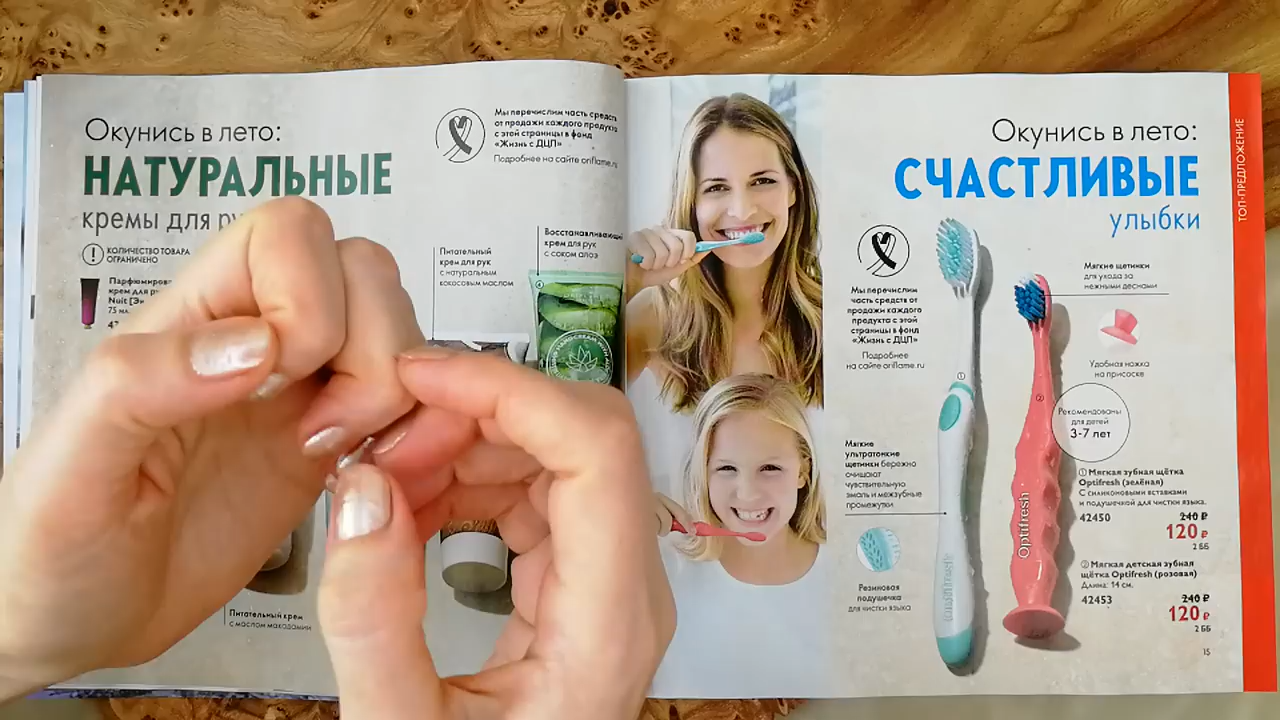 Окунись в лето:
НАТУРАЛЬНЫЕ
кремы для
КОЛИЧЕСТВО ТОВАРА
ОГРАНИЧЕНО
крем для
Nuit
75
Мы перечислим часть средств
от продажи каждого продукта
с этой страницы в фонд
«Жизнь с ДЦП»
Подробнее на сайте oriflame.ru
Питательный
крем для рук
с натуральным
кокосовым маслом
Восстанавливающий
крем для рук
с соком алоэ
Питательный крем
с маслом макадамии
Окунись в лето:
СЧАСТЛИВЫЕ
улыбки
ТОП-ПРЕДЛОЖЕНИЕ
Мы перечислим
часть средств от
продажи каждого
продукта с этой
страницы в фонд
«Жизнь с ДЦП»
Подробнее
на сайте oriflame.ru
Мягкие
ультратонкие
щетинки бережно
очищают
чувствительную
эмаль и межзубные
промежутки
Резиновая
подушечка
для чистки языка
Мягкие щетинки
для ухода за
нежными деснами
Удобная ножка
на присоске
Рекомендованы
для детей
3-7 лет
Optifresh
Optifresh
① Мягкая зубная щётка
Optifresh (зелёная)
С силиконовыми вставками
и подушечкой для чистки языка.
42450 240 ₽
120 ₽
2 ББ
② Мягкая детская зубная
щётка Optifresh (розовая)
Длина: 14 см.
42453 240 ₽
120 ₽
2 ББ
15